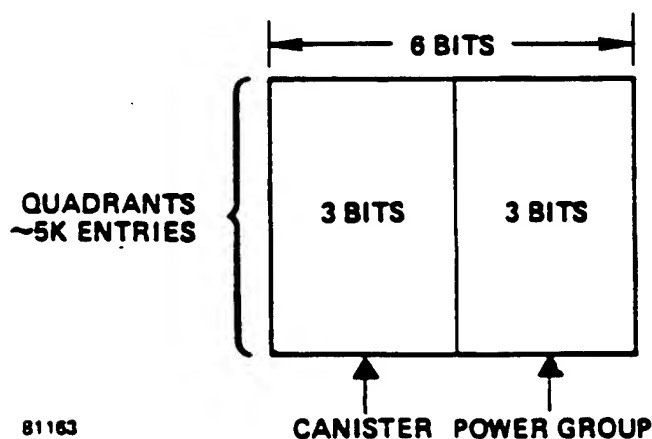 6 BITS
QUADRANTS
~5K ENTRIES
3 BITS
3 BITS
81163
CANISTER
POWER GROUP